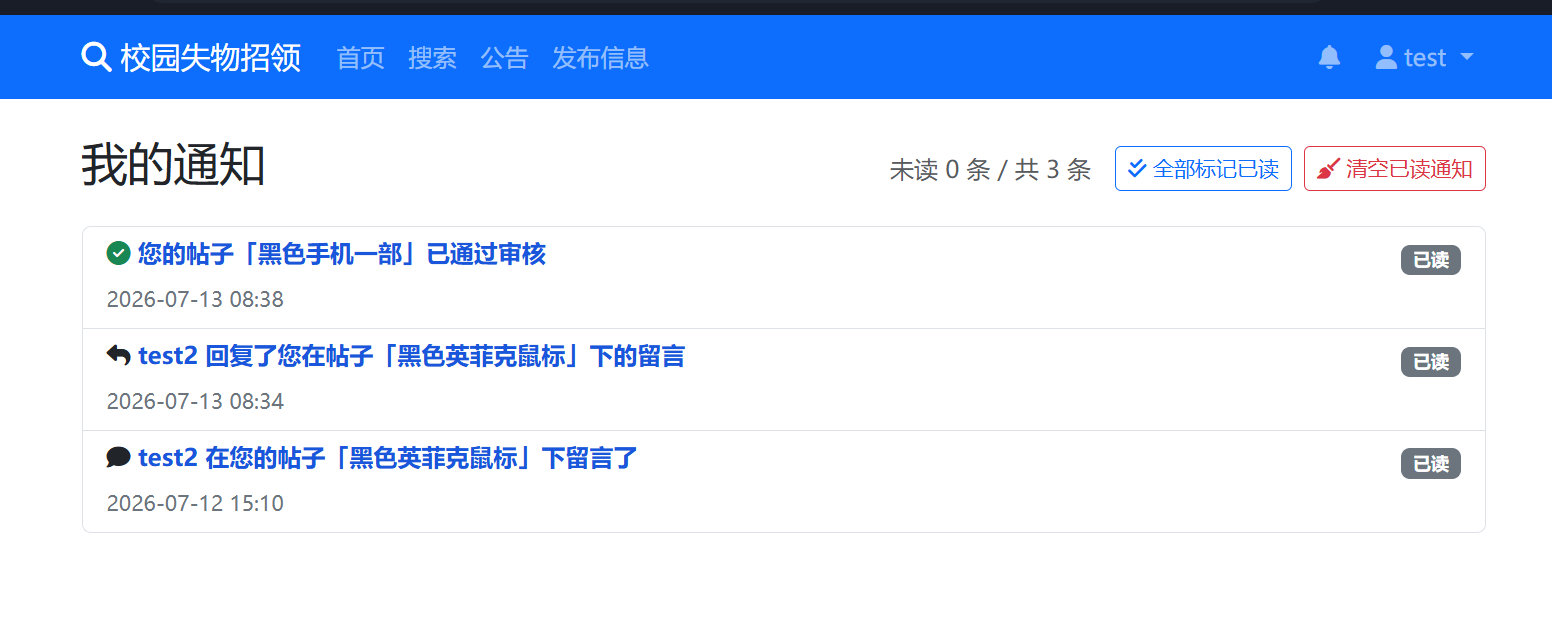 校园失物招领 首页 搜索 公告 发布信息 test
我的通知 未读 0 条 / 共 3 条 全部标记已读 清空已读通知
您的帖子「黑色手机一部」已通过审核 已读
2026-07-13 08:38
test2 回复了您在帖子「黑色英菲克鼠标」下的留言 已读
2026-07-13 08:34
test2 在您的帖子「黑色英菲克鼠标」下留言了 已读
2026-07-12 15:10